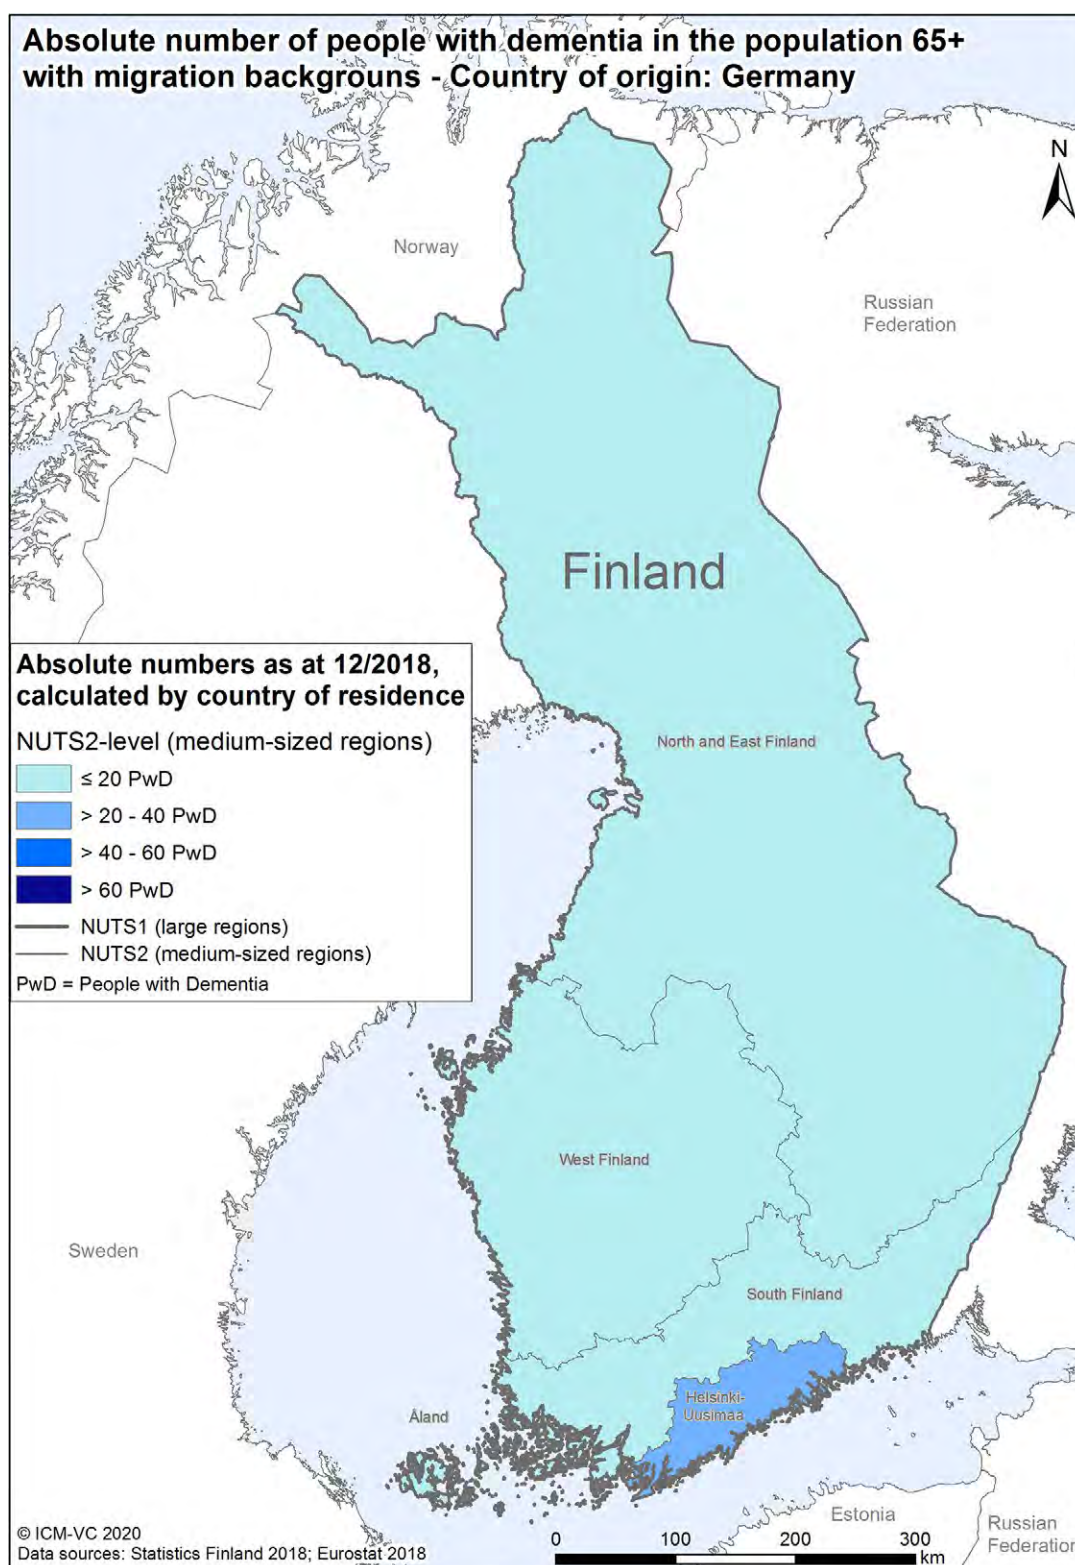 Absolute number of people with dementia in the population 65+
with migration backgrouns - Country of origin: Germany
N
Norway
Russian
Federation
Finland
Absolute numbers as at 12/2018,
calculated by country of residence
NUTS2-level (medium-sized regions)
≤ 20 PwD
> 20 - 40 PwD
> 40 - 60 PwD
> 60 PwD
NUTS1 (large regions)
NUTS2 (medium-sized regions)
PwD = People with Dementia
North and East Finland
West Finland
Sweden
South Finland
Helsinki-
Uusimaa
Åland
Estonia
Russian
Federation
© ICM-VC 2020
Data sources: Statistics Finland 2018; Eurostat 2018
0 100 200 300
km